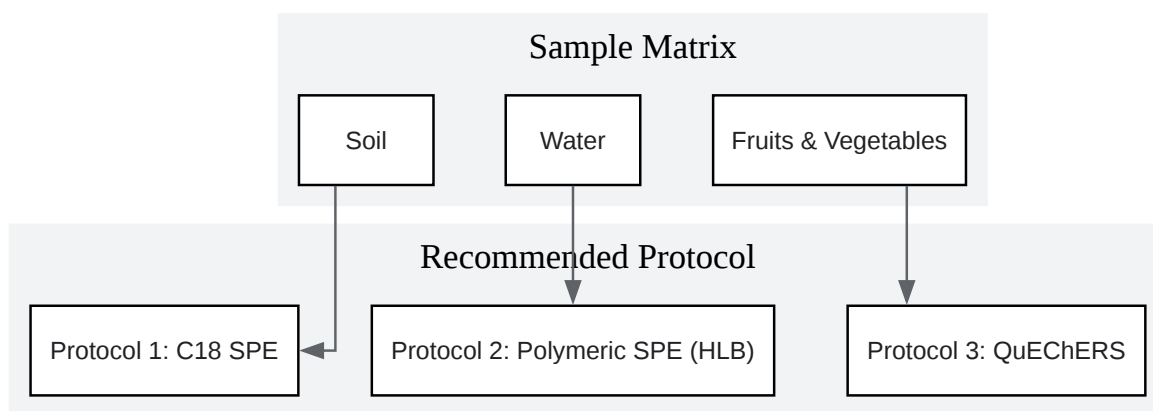 Sample Matrix
Soil
Water
Fruits & Vegetables
Recommended Protocol
Protocol 1: C18 SPE
Protocol 2: Polymeric SPE (HLB)
Protocol 3: QuEChERS